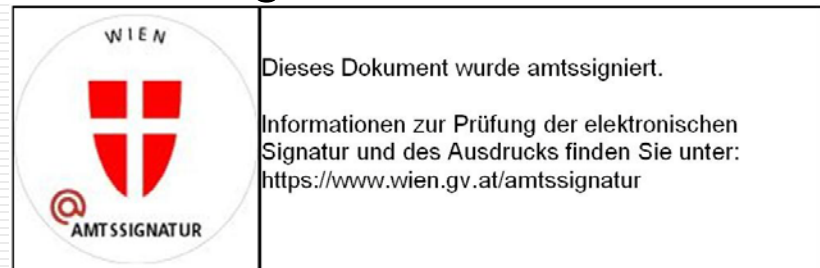 WIEN
@
AMTSSIGNATUR
Dieses Dokument wurde amtssigniert.
Informationen zur Prüfung der elektronischen
Signatur und des Ausdrucks finden Sie unter:
https://www.wien.gv.at/amtssignatur